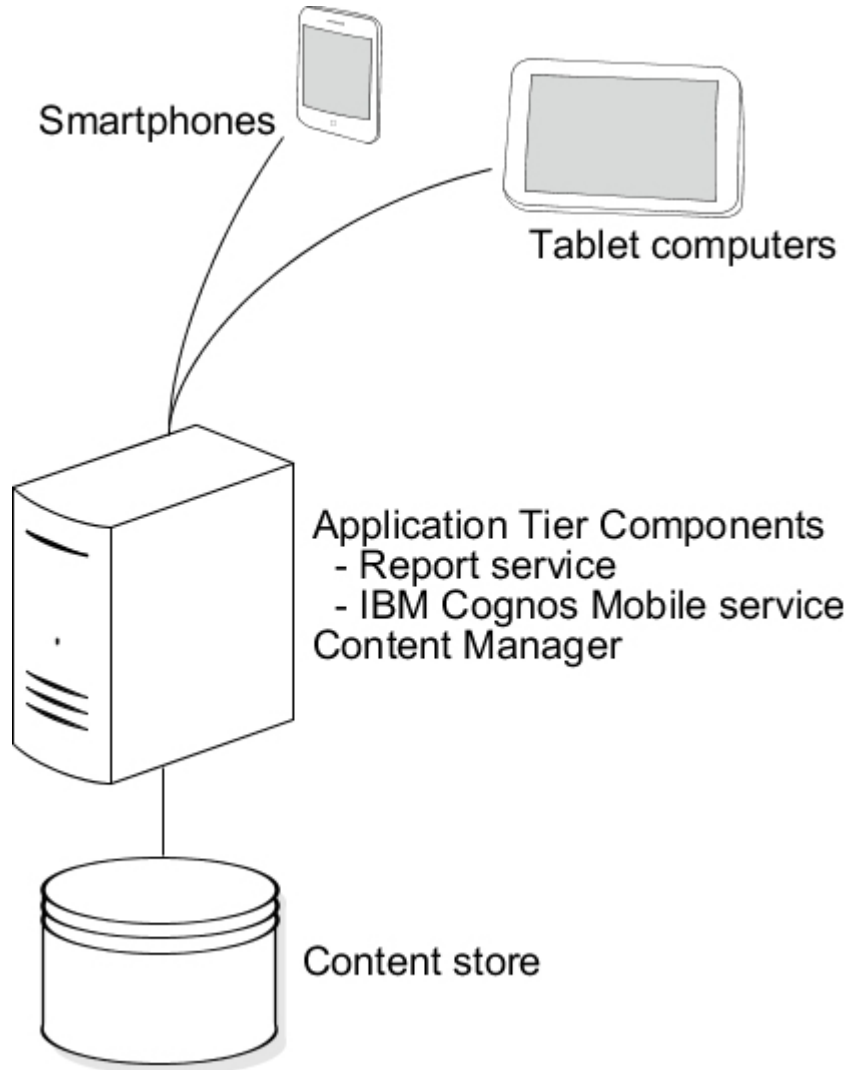 Smartphones
Tablet computers
Application Tier Components
- Report service
- IBM Cognos Mobile service
Content Manager
Content store